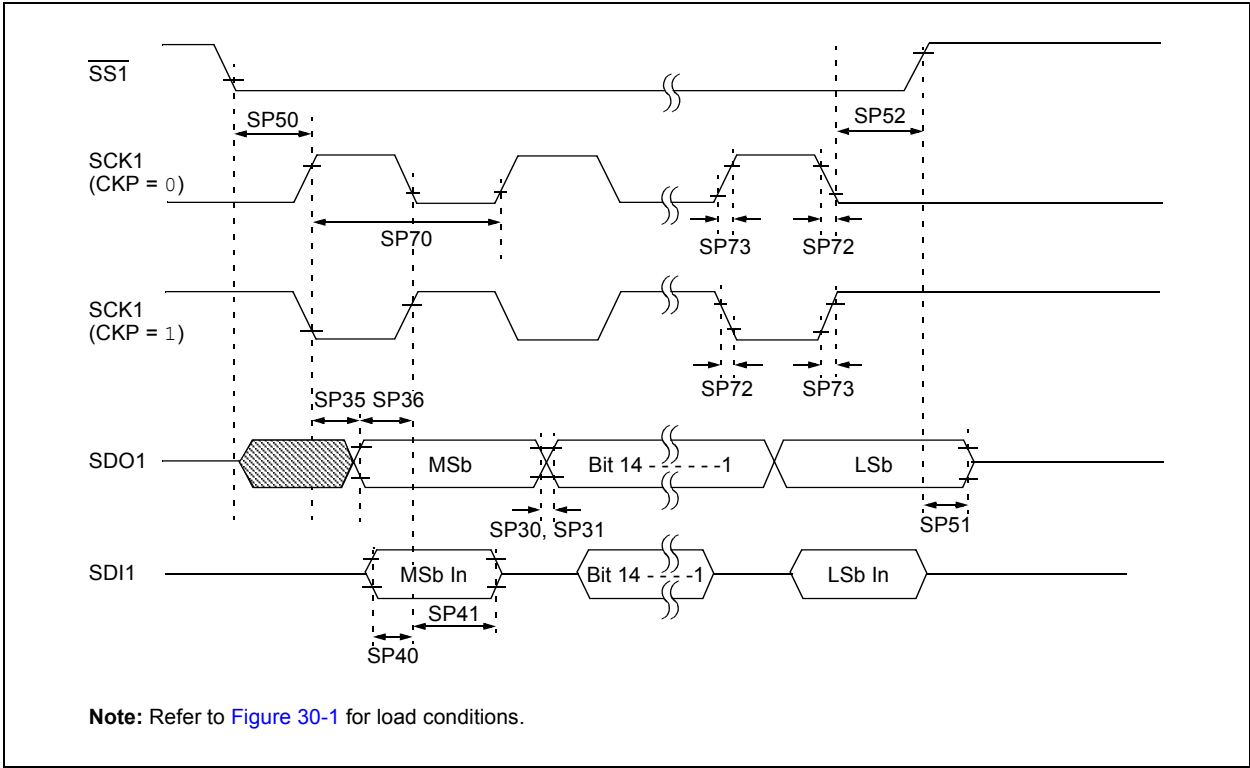 SS1
SP50
SP52
SCK1
(CKP = 0)
SP70
SP73
SP72
SCK1
(CKP = 1)
SP72
SP73
SP35 SP36
SDO1
MSb
Bit 14 - - - - - -1
LSb
SP30, SP31
SP51
SDI1
MSb In
Bit 14 - - - -1
LSb In
SP41
SP40
Note: Refer to Figure 30-1 for load conditions.